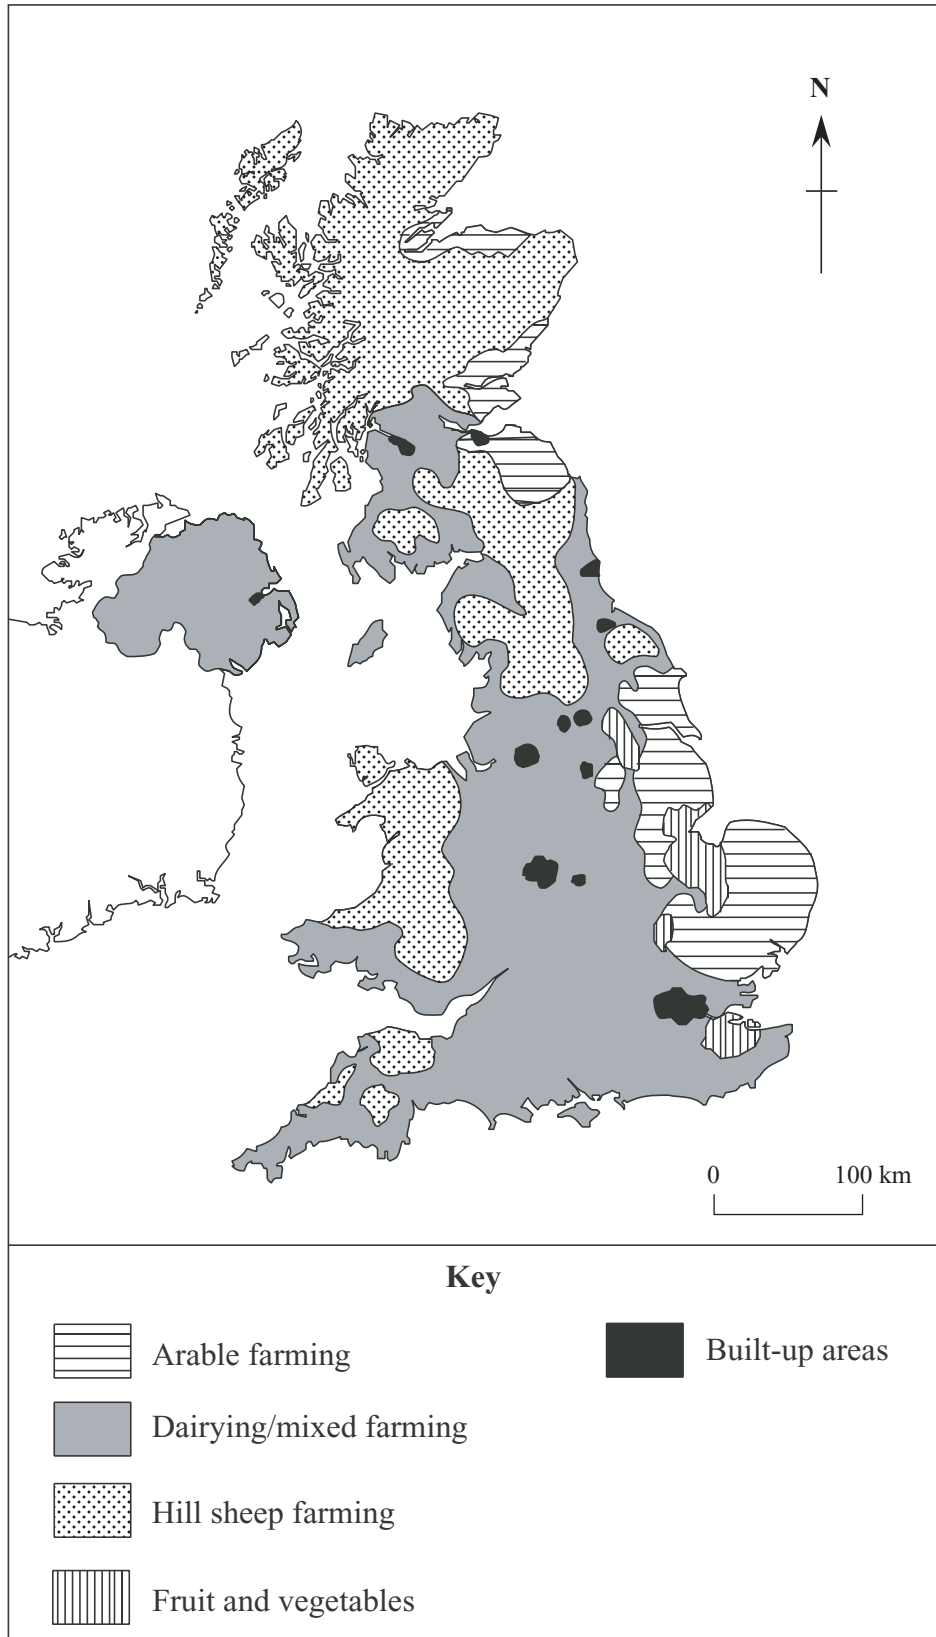 N
0 100 km
Key
Arable farming
Built-up areas
Dairying/mixed farming
Hill sheep farming
Fruit and vegetables